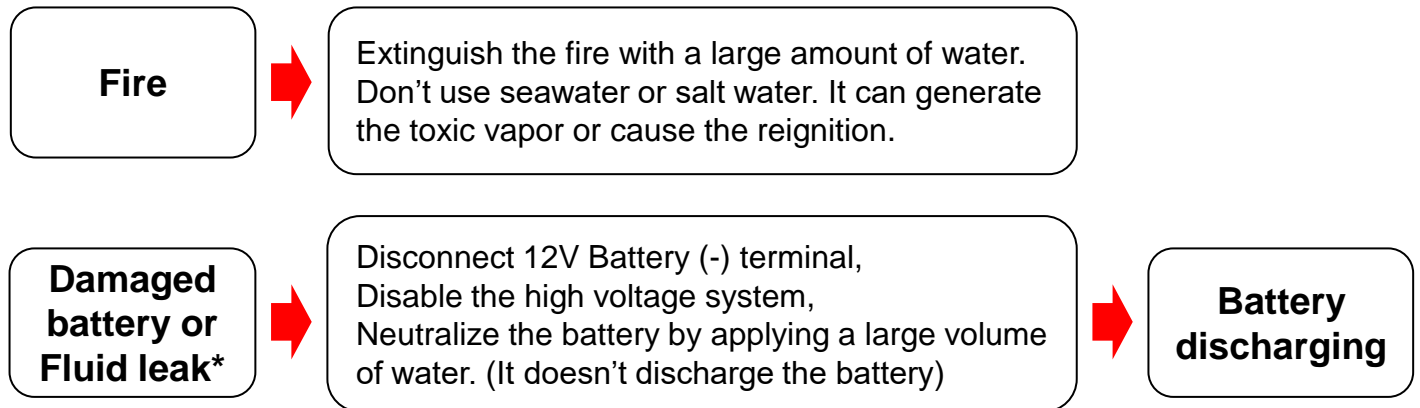 Fire
Extinguish the fire with a large amount of water.
Don’t use seawater or salt water. It can generate
the toxic vapor or cause the reignition.
Damaged
battery or
Fluid leak*
Disconnect 12V Battery (-) terminal,
Disable the high voltage system,
Neutralize the battery by applying a large volume
of water. (It doesn’t discharge the battery)
Battery
discharging